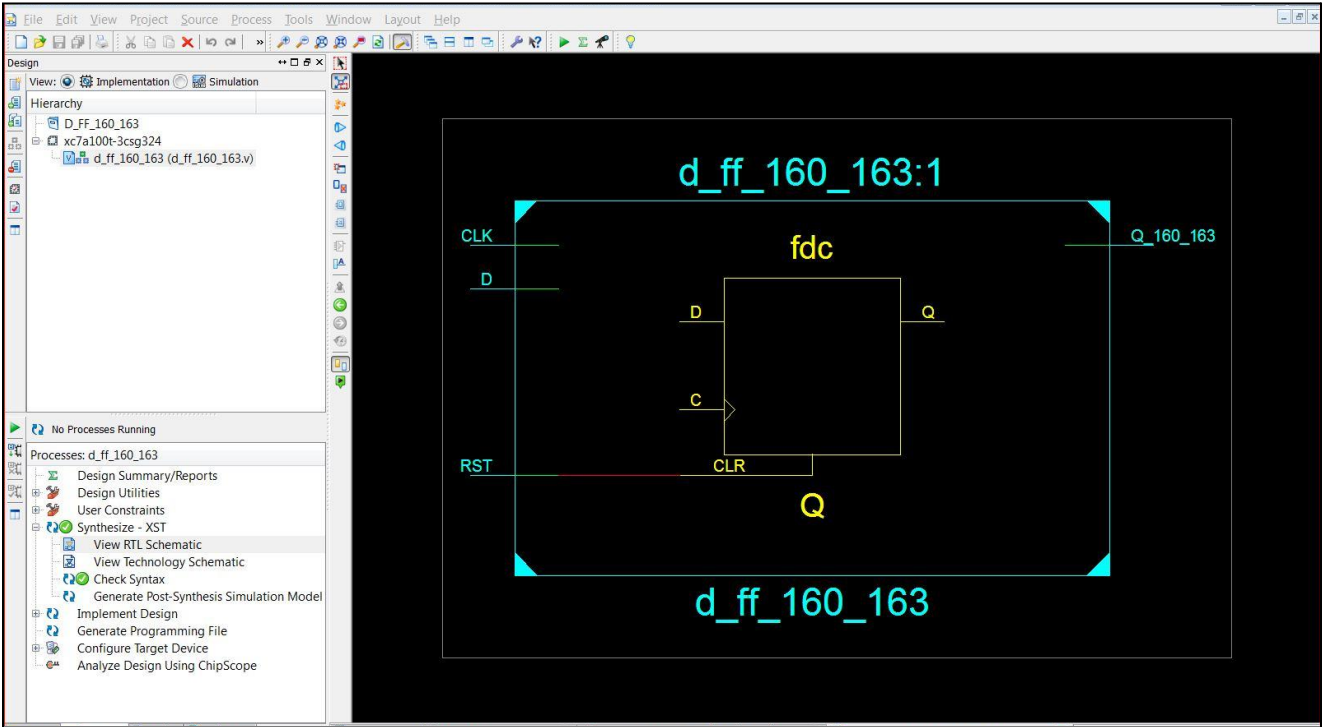 File Edit View Project Source Process Tools Window Layout Help
Design
View: Implementation Simulation
Hierarchy
D_FF_160_163
xc7a100t-3csg324
d_ff_160_163 (d_ff_160_163.v)
No Processes Running
Processes: d_ff_160_163
Design Summary/Reports
Design Utilities
User Constraints
Synthesize - XST
View RTL Schematic
View Technology Schematic
Check Syntax
Generate Post-Synthesis Simulation Model
Implement Design
Generate Programming File
Configure Target Device
Analyze Design Using ChipScope
d_ff_160_163:1
CLK
Q_160_163
fdc
D
D
Q
C
RST
CLR
Q
d_ff_160_163